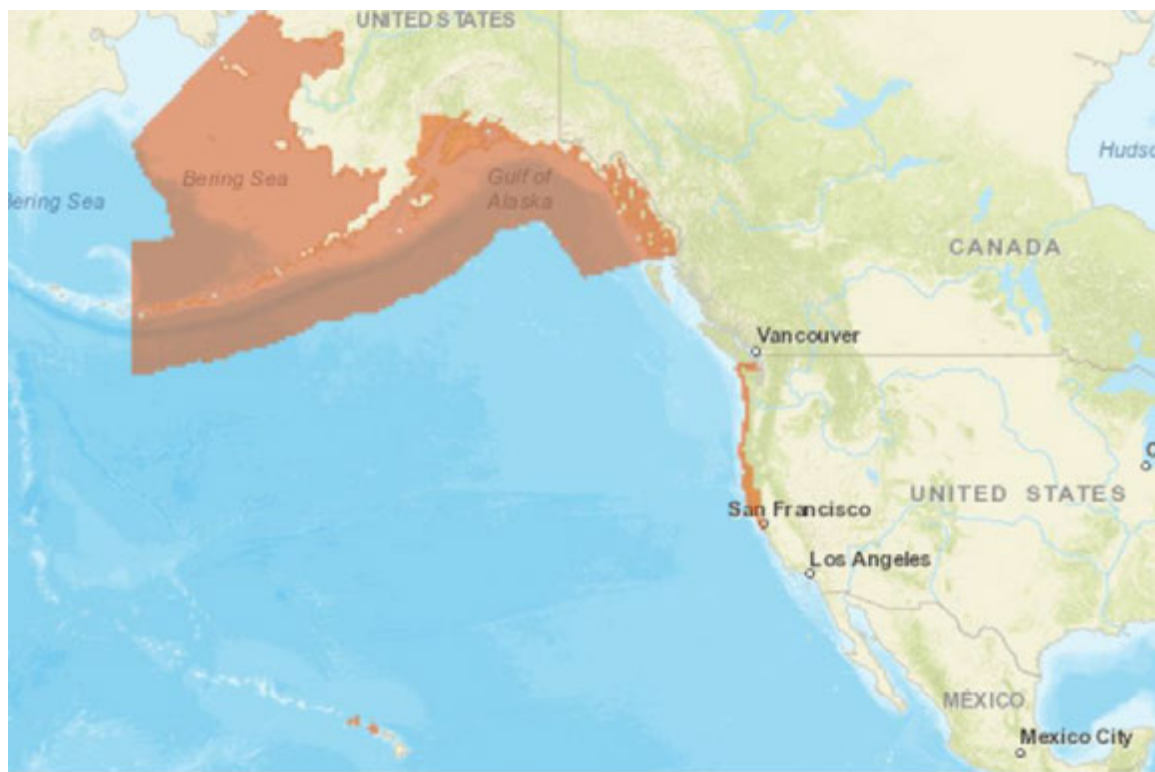 UNITED STATES
Bering Sea
Gulf of
Alaska
Hudso
Bering Sea
CANADA
Vancouver
UNITED STATES
San Francisco
Los Angeles
MÉXICO
Mexico City